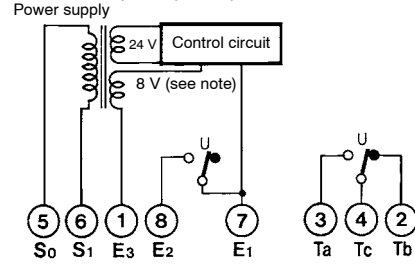 Power supply
24 V
Control circuit
8 V (see note)
U
U
5 6 1 8 7 3 4 2
S0 S1 E3 E2 E1 Ta Tc Tb